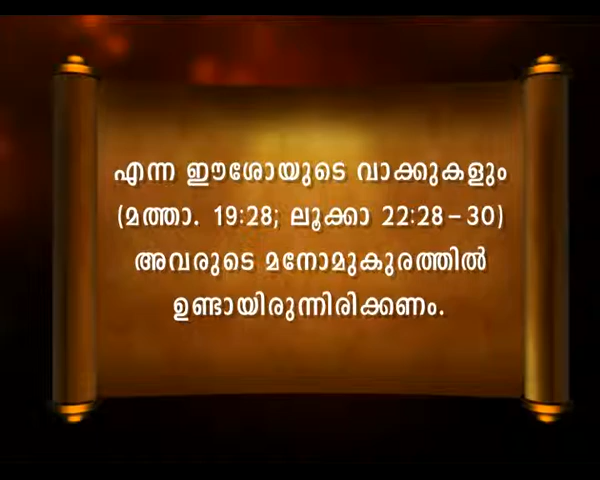 എന്ന ഈശോയുടെ വാക്കുകളും
(മത്താ. 19:28; ലൂക്കാ 22:28-30)
അവരുടെ മനോമുകുരത്തിൽ
ഉണ്ടായിരുന്നിരിക്കണം.